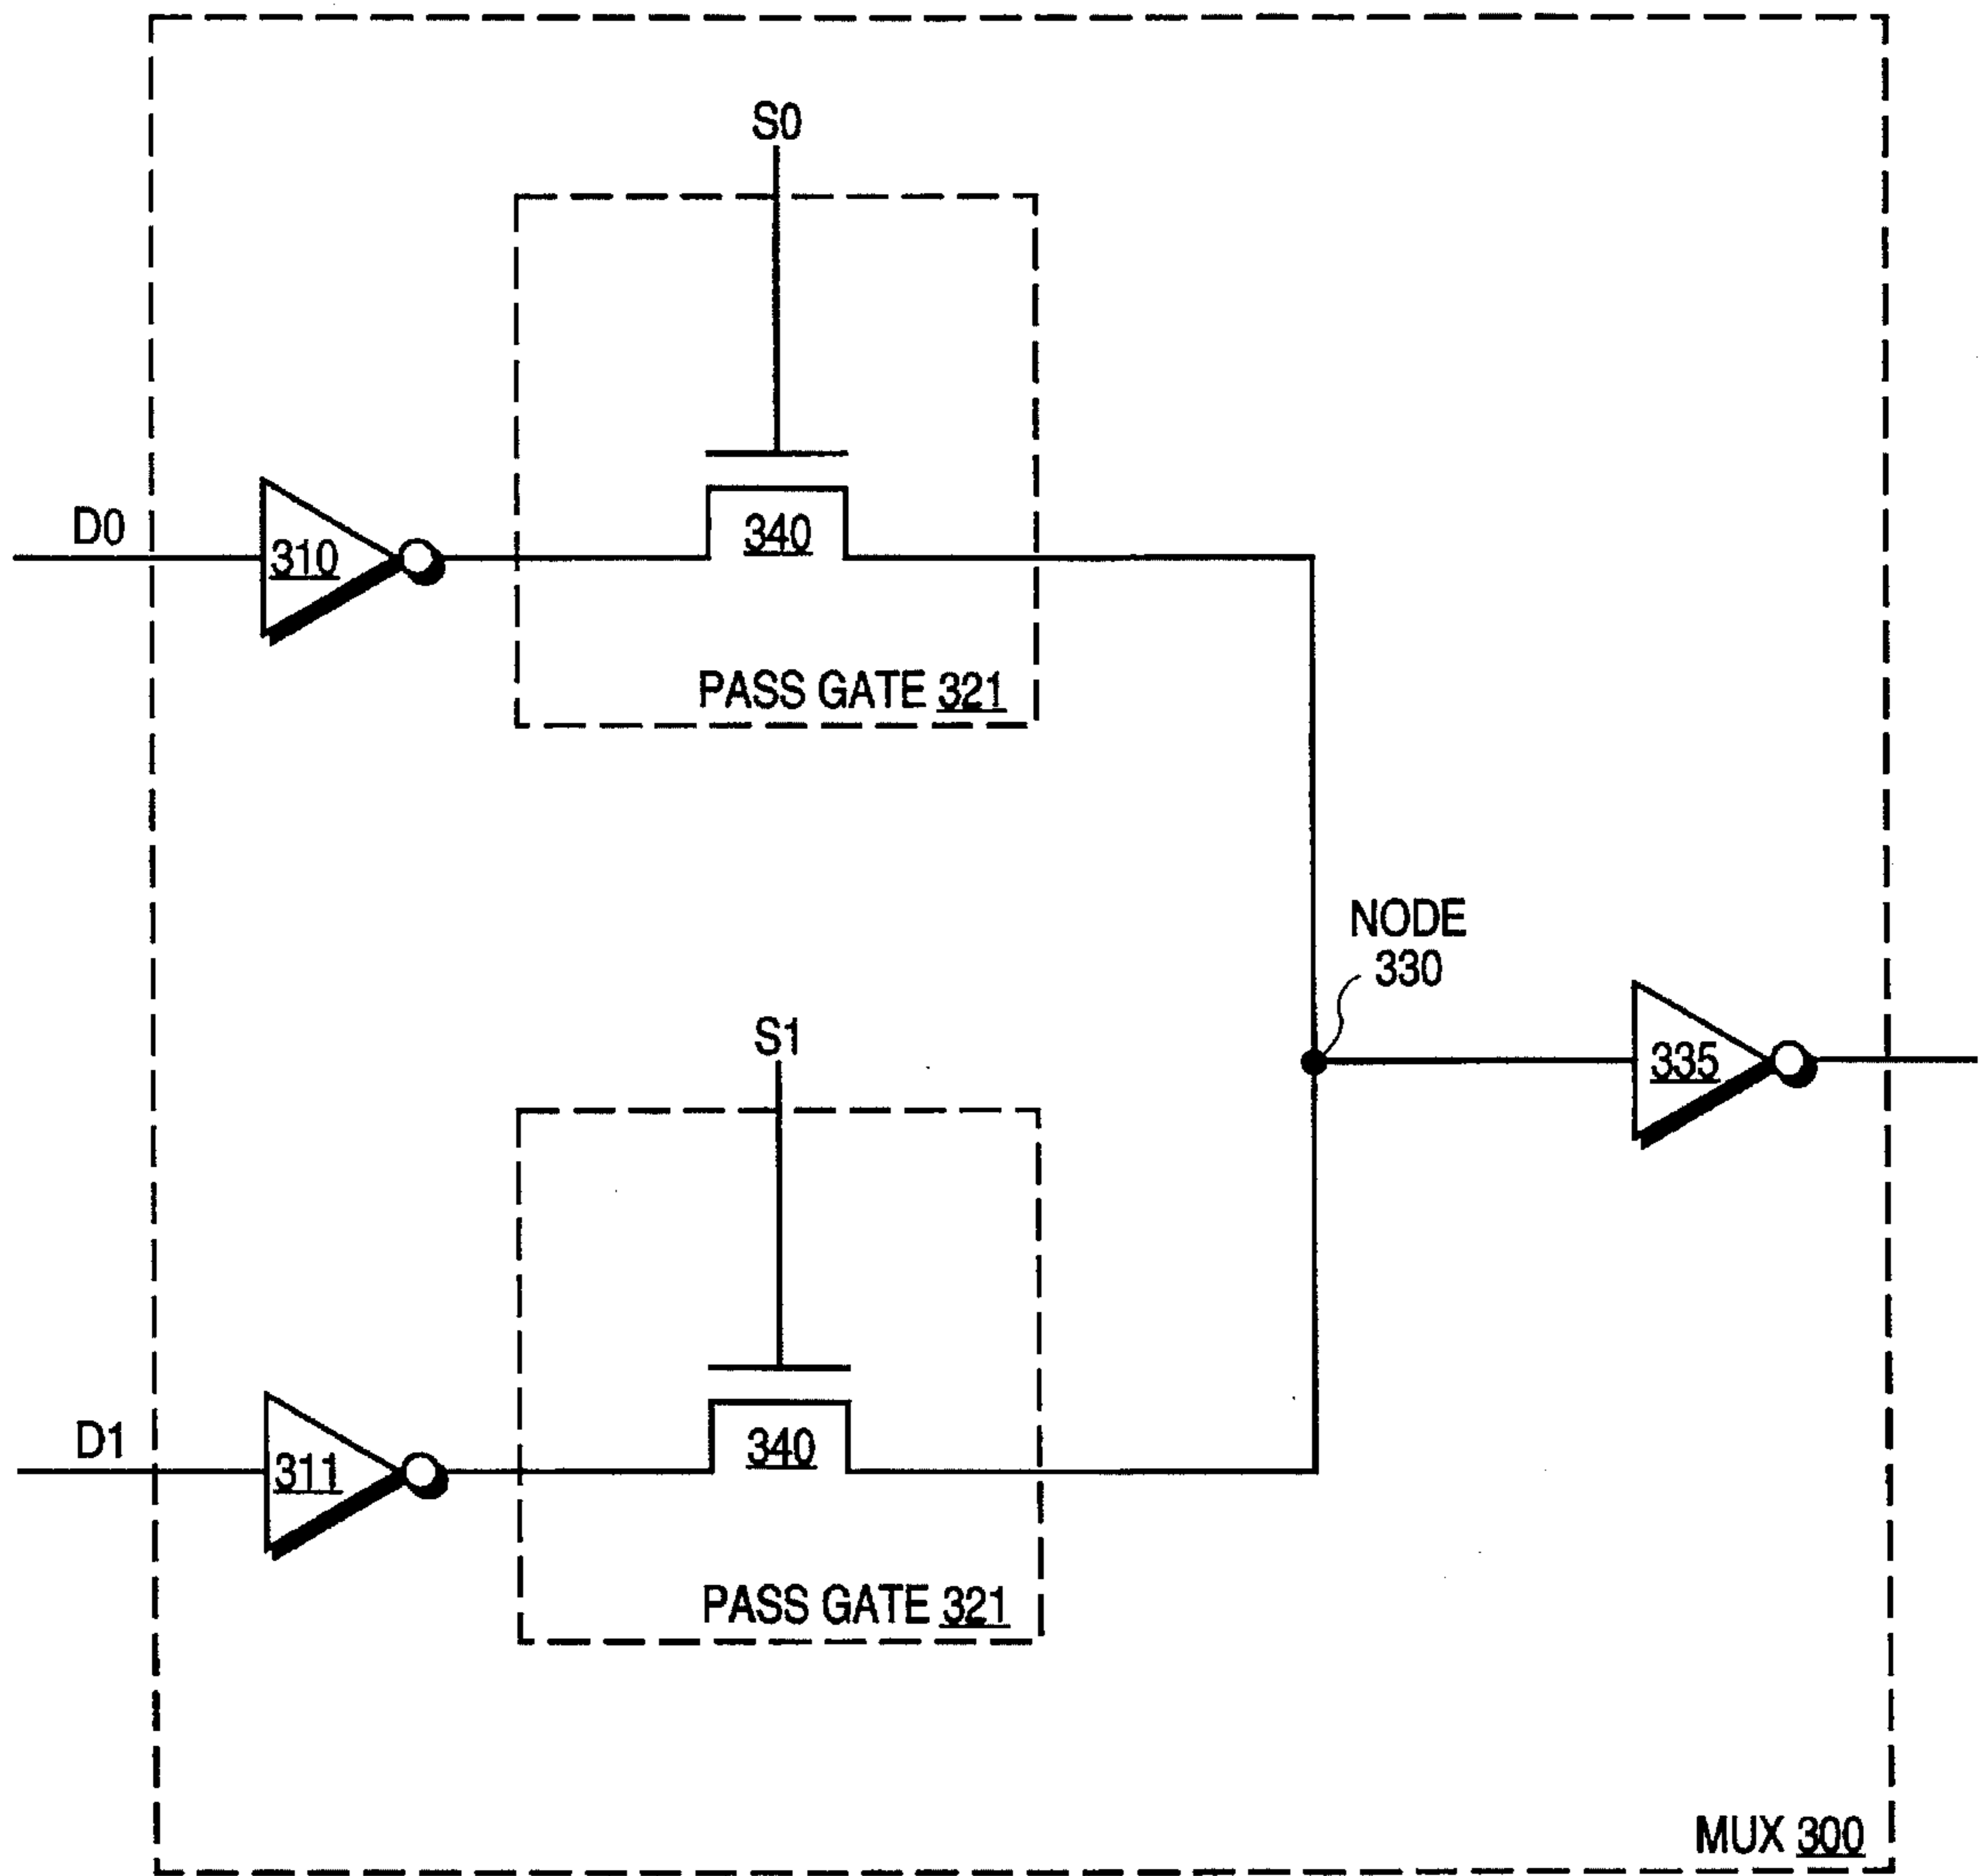 S0
D0
310
340
PASS GATE 321
NODE
330
S1
335
D1
311
340
PASS GATE 321
MUX 300